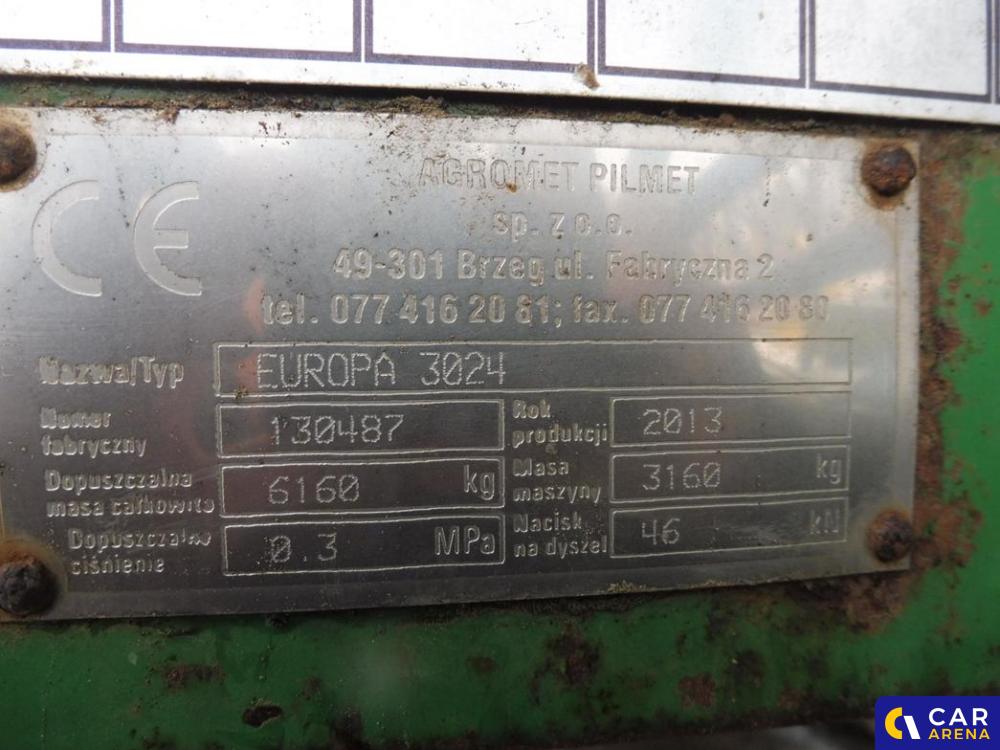 CE
AGROMET PILMET
sp. z o.o.
49-301 Brzeg ul. Fabryczna 2
tel. 077 416 20 81; fax. 077 416 20 80
Nazwa/Typ EUROPA 3024
Numer fabryczny 130487 Rok produkcji 2013
Dopuszczalna masa całkowita 6160 kg Masa maszyny 3160 kg
Dopuszczalne ciśnienie 0.3 MPa Nacisk na dyszel 46 kN
CAR
ARENA